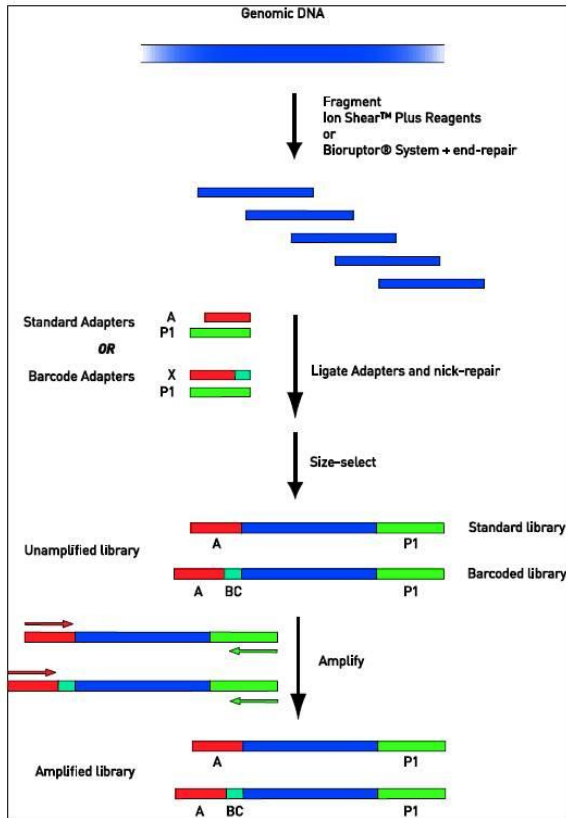 Genomic DNA
Fragment
Ion Shear™ Plus Reagents
or
Bioruptor® System + end-repair
Standard Adapters
A
P1
OR
Barcode Adapters
X
P1
Ligate Adapters and nick-repair
Size-select
Unamplified library
A
P1
Standard library
A
BC
P1
Barcoded library
Amplify
Amplified library
A
P1
A
BC
P1